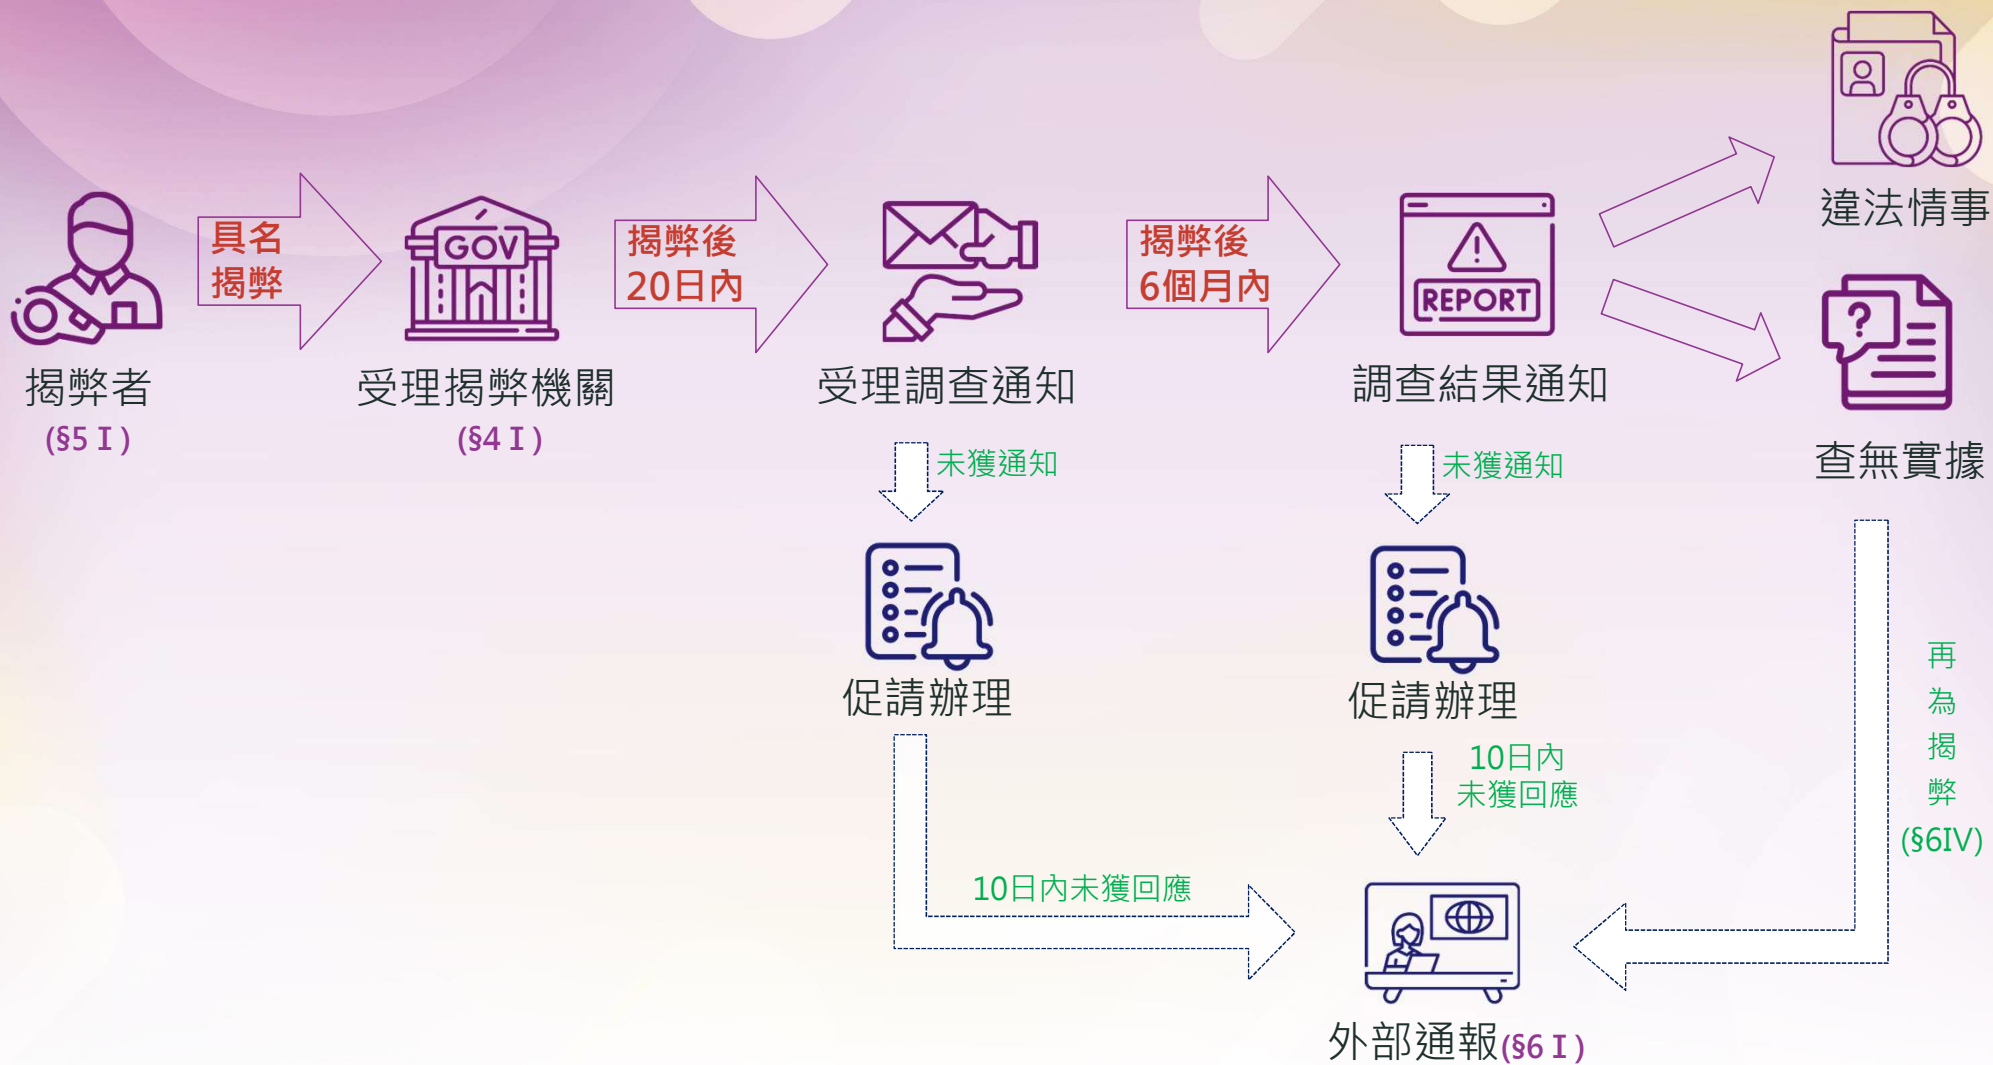 具名
揭弊
揭弊者
(§5 I )
GOV
受理揭弊機關
(§4 I )
揭弊後
20日內
受理調查通知
揭弊後
6個月內
REPORT
調查結果通知
違法情事
查無實據
未獲通知
促請辦理
10日內未獲回應
未獲通知
促請辦理
10日內
未獲回應
再
為
揭
弊
(§6IV)
外部通報(§6 I )